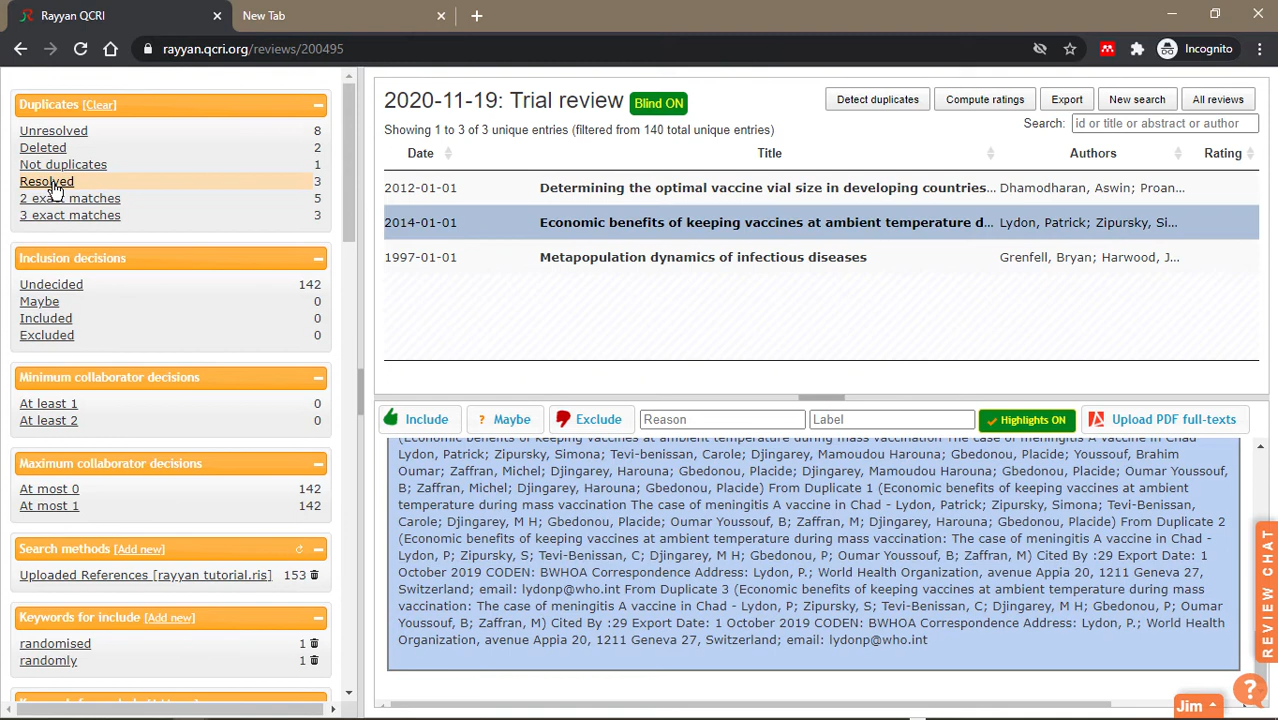 Rayyan QCRI
New Tab
rayyan.qcri.org/reviews/200495
Incognito
Duplicates [Clear]
Unresolved 8
Deleted 2
Not duplicates 1
Resolved 3
2 exact matches 5
3 exact matches 3
Inclusion decisions
Undecided 142
Maybe 0
Included 0
Excluded 0
Minimum collaborator decisions
At least 1 0
At least 2 0
Maximum collaborator decisions
At most 0 142
At most 1 142
Search methods [Add new]
Uploaded References [rayyan tutorial.ris] 153
Keywords for include [Add new]
randomised 1
randomly 1
2020-11-19: Trial review Blind ON
Detect duplicates Compute ratings Export New search All reviews
Showing 1 to 3 of 3 unique entries (filtered from 140 total unique entries)
Search: id or title or abstract or author
Date Title Authors Rating
2012-01-01 Determining the optimal vaccine vial size in developing countries... Dhamodharan, Aswin; Proan...
2014-01-01 Economic benefits of keeping vaccines at ambient temperature d... Lydon, Patrick; Zipursky, Si...
1997-01-01 Metapopulation dynamics of infectious diseases Grenfell, Bryan; Harwood, J...
Include ? Maybe Exclude Reason Label Highlights ON Upload PDF full-texts
(Economic benefits of keeping vaccines at ambient temperature during mass vaccination The case of meningitis A vaccine in Chad
Lydon, Patrick; Zipursky, Simona; Tevi-benissan, Carole; Djingarey, Mamoudou Harouna; Gbedonou, Placide; Youssouf, Brahim
Oumar; Zaffran, Michel; Djingarey, Harouna; Gbedonou, Placide; Djingarey, Mamoudou Harouna; Gbedonou, Placide; Oumar Youssouf,
B; Zaffran, Michel; Djingarey, Harouna; Gbedonou, Placide) From Duplicate 1 (Economic benefits of keeping vaccines at ambient
temperature during mass vaccination The case of meningitis A vaccine in Chad - Lydon, Patrick; Zipursky, Simona; Tevi-Benissan,
Carole; Djingarey, M H; Gbedonou, Placide; Oumar Youssouf, B; Zaffran, M; Djingarey, Harouna; Gbedonou, Placide) From Duplicate 2
(Economic benefits of keeping vaccines at ambient temperature during mass vaccination: The case of meningitis A vaccine in Chad -
Lydon, P; Zipursky, S; Tevi-Benissan, C; Djingarey, M H; Gbedonou, P; Oumar Youssouf, B; Zaffran, M) Cited By :29 Export Date: 1
October 2019 CODEN: BWHOA Correspondence Address: Lydon, P.; World Health Organization, avenue Appia 20, 1211 Geneva 27,
Switzerland; email: lydonp@who.int From Duplicate 3 (Economic benefits of keeping vaccines at ambient temperature during mass
vaccination: The case of meningitis A vaccine in Chad - Lydon, P; Zipursky, S; Tevi-Benissan, C; Djingarey, M H; Gbedonou, P; Oumar
Youssouf, B; Zaffran, M) Cited By :29 Export Date: 1 October 2019 CODEN: BWHOA Correspondence Address: Lydon, P.; World Health
Organization, avenue Appia 20, 1211 Geneva 27, Switzerland; email: lydonp@who.int
REVIEW CHAT
?
Jim